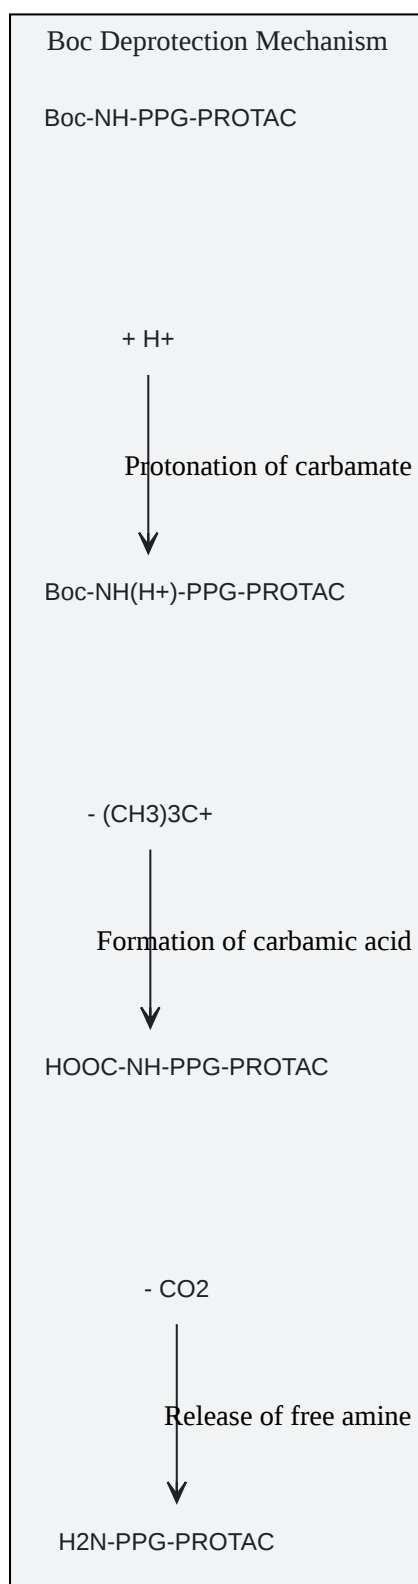 Boc Deprotection Mechanism
Boc-NH-PPG-PROTAC
+ H+
Protonation of carbamate
Boc-NH(H+)-PPG-PROTAC
- (CH3)3C+
Formation of carbamic acid
HOOC-NH-PPG-PROTAC
- CO2
Release of free amine
H2N-PPG-PROTAC